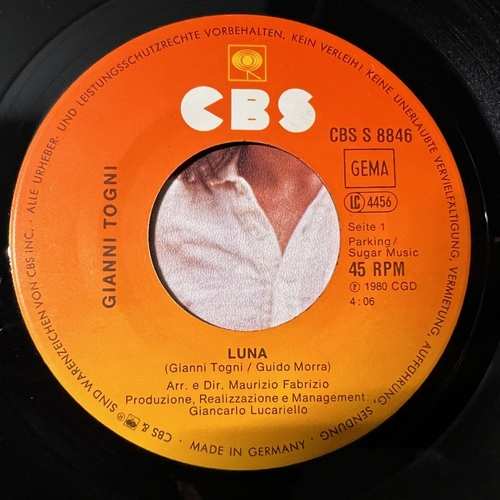 ALLE URHEBER- UND LEISTUNGSSCHUTZRECHTE VORBEHALTEN. KEIN VERLEIH! KEINE UNERLAUBTE VERVIELFÄLTIGUNG, VERMIETUNG, AUFFÜHRUNG, SENDUNG
CBS
CBS S 8846
GEMA
LC 4456
Seite 1
Parking/
Sugar Music
45 RPM
℗ 1980 CGD
4:06
GIANNI TOGNI
LUNA
(Gianni Togni / Guido Morra)
Arr. e Dir. Maurizio Fabrizio
Produzione, Realizzazione e Management:
Giancarlo Lucariello
CBS & ® SIND WARENZEICHEN VON CBS INC. · MADE IN GERMANY ·